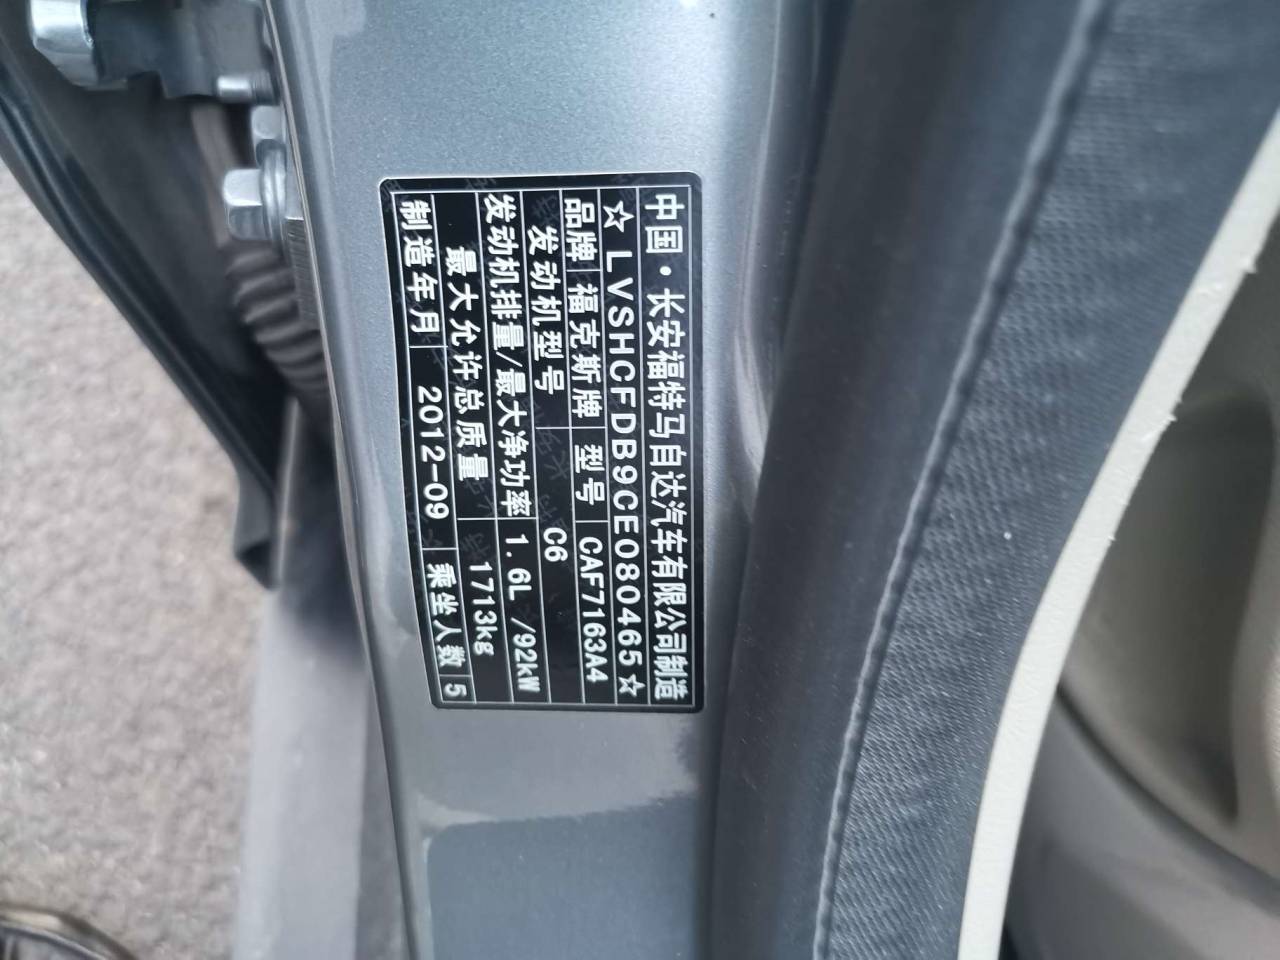 中国·长安福特马自达汽车有限公司制造
☆LVSHCFDB9CE080465☆
品牌 福克斯牌 型号 CAF7163A4
发动机型号 C6
发动机排量/最大净功率 1.6L /92kW
最大允许总质量 1713kg
制造年月 2012-09 乘坐人数 5